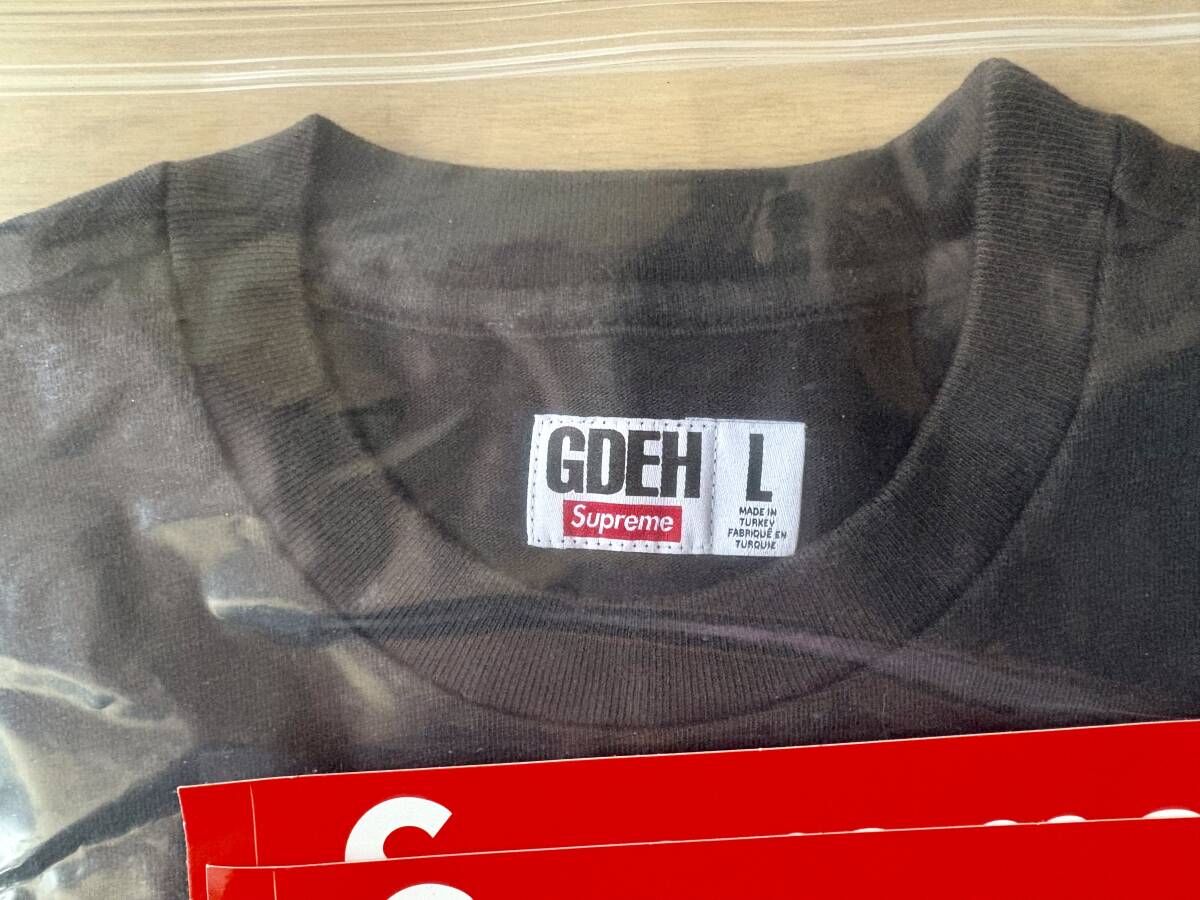 GDEH
Supreme
L
MADE IN
TURKEY
FABRIQUÉ EN
TURQUIE